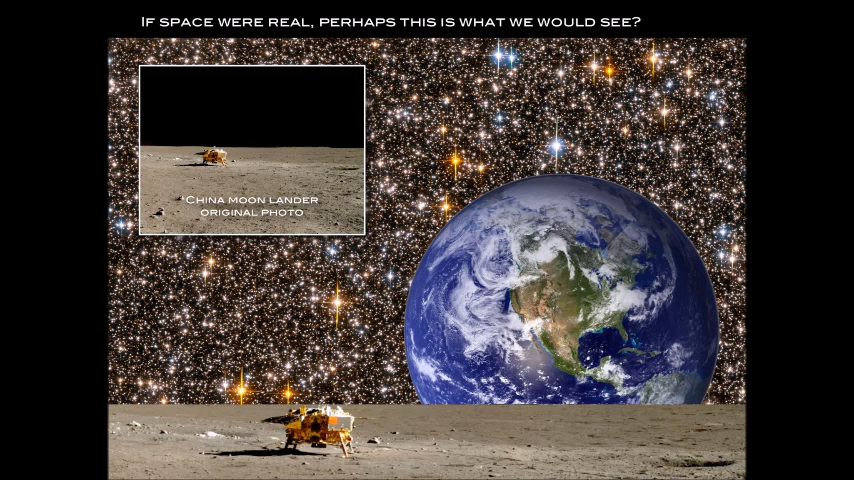 If space were real, perhaps this is what we would see?
*China moon lander
original photo